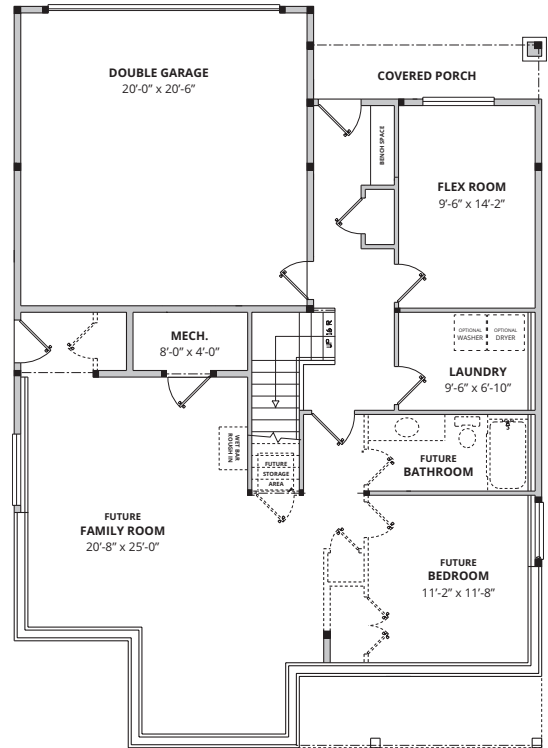 DOUBLE GARAGE
20'-0" x 20'-6"
COVERED PORCH
BENCH SPACE
FLEX ROOM
9'-6" x 14'-2"
MECH.
8'-0" x 4'-0"
UP 16 R
OPTIONAL
WASHER
OPTIONAL
DRYER
LAUNDRY
9'-6" x 6'-10"
WET BAR
ROUGH IN
FUTURE
STORAGE
AREA
FUTURE
BATHROOM
FUTURE
FAMILY ROOM
20'-8" x 25'-0"
FUTURE
BEDROOM
11'-2" x 11'-8"